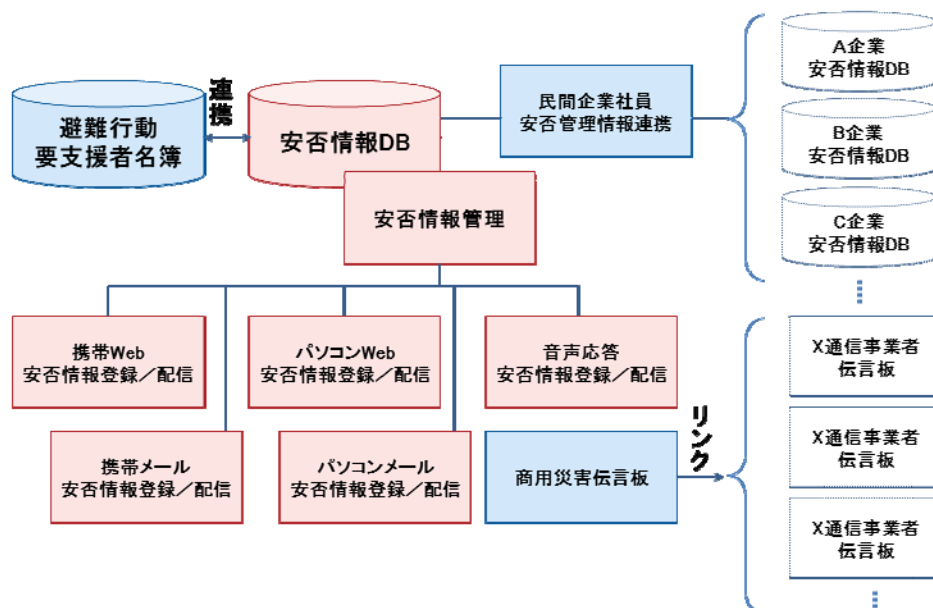 避難行動
要支援者名簿
連携
安否情報DB
民間企業社員
安否管理情報連携
A企業
安否情報DB
B企業
安否情報DB
C企業
安否情報DB
安否情報管理
携帯Web
安否情報登録／配信
パソコンWeb
安否情報登録／配信
音声応答
安否情報登録／配信
携帯メール
安否情報登録／配信
パソコンメール
安否情報登録／配信
商用災害伝言板
リンク
X通信事業者
伝言板
X通信事業者
伝言板
X通信事業者
伝言板